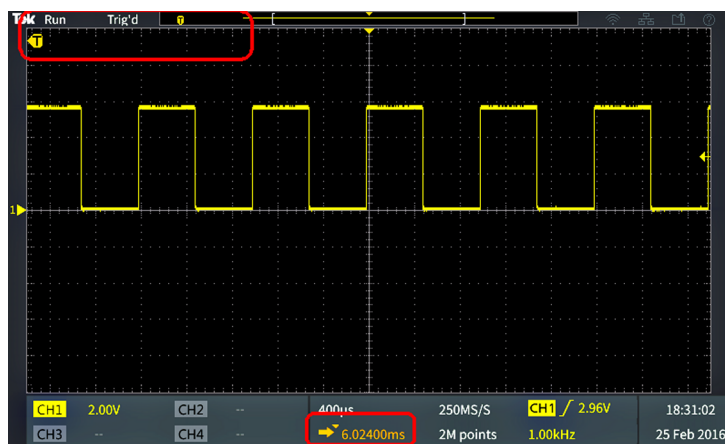 Tek Run Trig'd T [ ]
T
1
CH1 2.00V CH2 -- 400µs 250MS/S CH1 2.96V 18:31:02
CH3 -- CH4 -- 6.02400ms 2M points 1.00kHz 25 Feb 2016